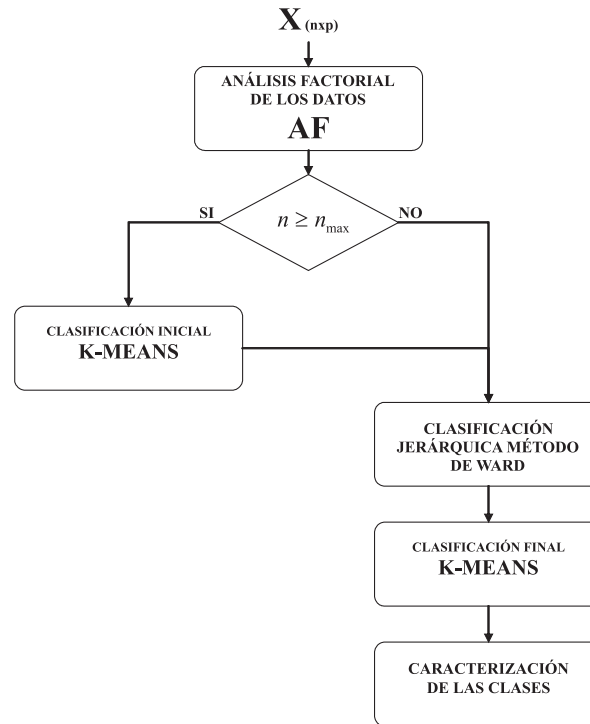 X (nxp)
ANÁLISIS FACTORIAL
DE LOS DATOS
AF
SI
n ≥ n_max
NO
CLASIFICACIÓN INICIAL
K-MEANS
CLASIFICACIÓN
JERÁRQUICA MÉTODO
DE WARD
CLASIFICACIÓN FINAL
K-MEANS
CARACTERIZACIÓN
DE LAS CLASES